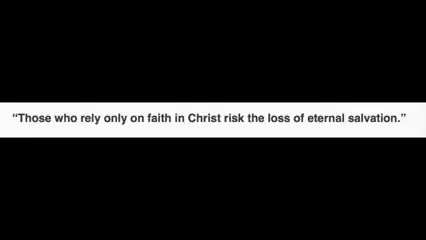 “Those who rely only on faith in Christ risk the loss of eternal salvation.”